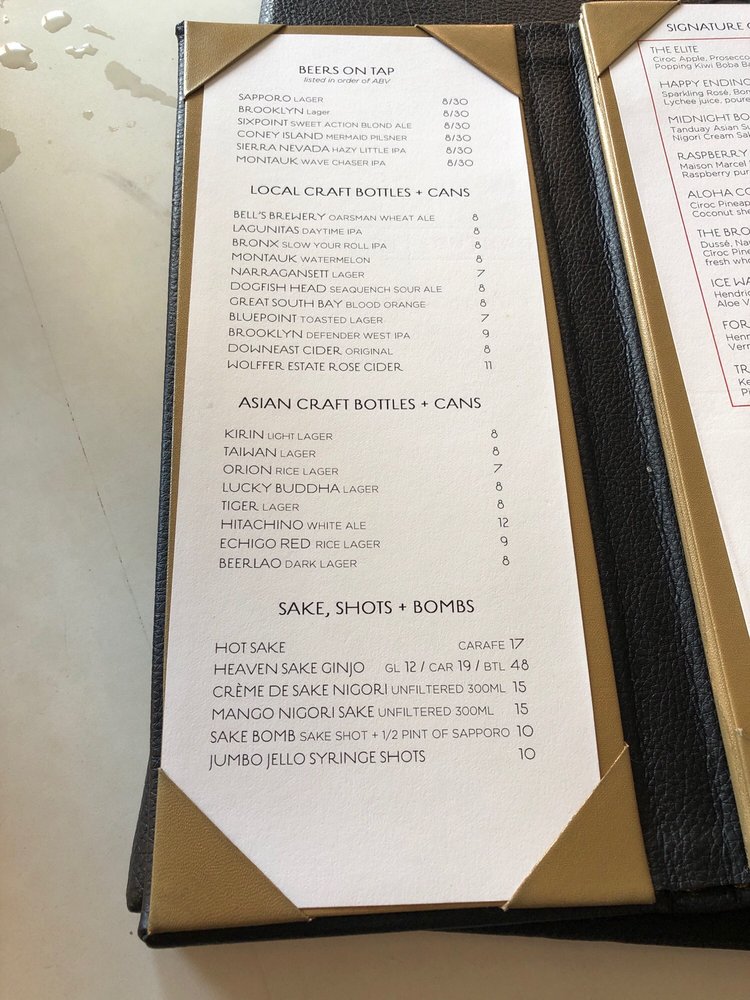 BEERS ON TAP
listed in order of ABV
SAPPORO LAGER 8/30
BROOKLYN Lager 8/30
SIXPOINT SWEET ACTION BLOND ALE 8/30
CONEY ISLAND MERMAID PILSNER 8/30
SIERRA NEVADA HAZY LITTLE IPA 8/30
MONTAUK WAVE CHASER IPA 8/30
LOCAL CRAFT BOTTLES + CANS
BELL'S BREWERY OARSMAN WHEAT ALE 8
LAGUNITAS DAYTIME IPA 8
BRONX SLOW YOUR ROLL IPA 8
MONTAUK WATERMELON 8
NARRAGANSETT LAGER 7
DOGFISH HEAD SEAQUENCH SOUR ALE 8
GREAT SOUTH BAY BLOOD ORANGE 8
BLUEPOINT TOASTED LAGER 7
BROOKLYN DEFENDER WEST IPA 9
DOWNEAST CIDER ORIGINAL 8
WOLFFER ESTATE ROSE CIDER 11
ASIAN CRAFT BOTTLES + CANS
KIRIN LIGHT LAGER 8
TAIWAN LAGER 8
ORION RICE LAGER 7
LUCKY BUDDHA LAGER 8
TIGER LAGER 8
HITACHINO WHITE ALE 12
ECHIGO RED RICE LAGER 9
BEERLAO DARK LAGER 8
SAKE, SHOTS + BOMBS
HOT SAKE CARAFE 17
HEAVEN SAKE GINJO GL 12 / CAR 19 / BTL 48
CRÈME DE SAKE NIGORI UNFILTERED 300ML 15
MANGO NIGORI SAKE UNFILTERED 300ML 15
SAKE BOMB SAKE SHOT + 1/2 PINT OF SAPPORO 10
JUMBO JELLO SYRINGE SHOTS 10
SIGNATURE
THE ELITE
Ciroc Apple, Prosecco
Popping Kiwi Boba
HAPPY ENDING
Sparkling Rosé,
Lychee juice,
MIDNIGHT
Tanduay Asian
Nigori Cream
RASPBERRY
Maison Marcel
Raspberry
ALOHA
Ciroc
Coconut
THE
Dussé,
Ciroc
fresh
ICE
Aloe